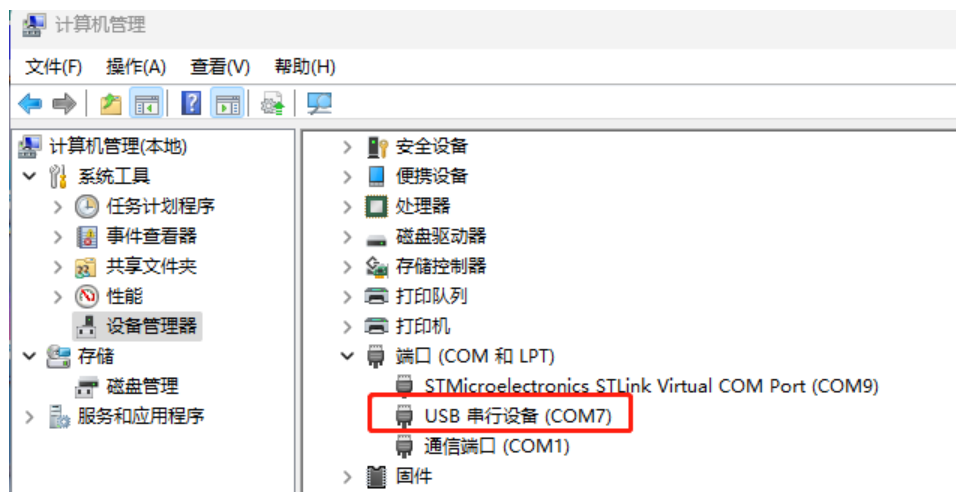 计算机管理
文件(F) 操作(A) 查看(V) 帮助(H)
计算机管理(本地)
系统工具
任务计划程序
事件查看器
共享文件夹
性能
设备管理器
存储
磁盘管理
服务和应用程序
安全设备
便携设备
处理器
磁盘驱动器
存储控制器
打印队列
打印机
端口 (COM 和 LPT)
STMicroelectronics STLink Virtual COM Port (COM9)
USB 串行设备 (COM7)
通信端口 (COM1)
固件